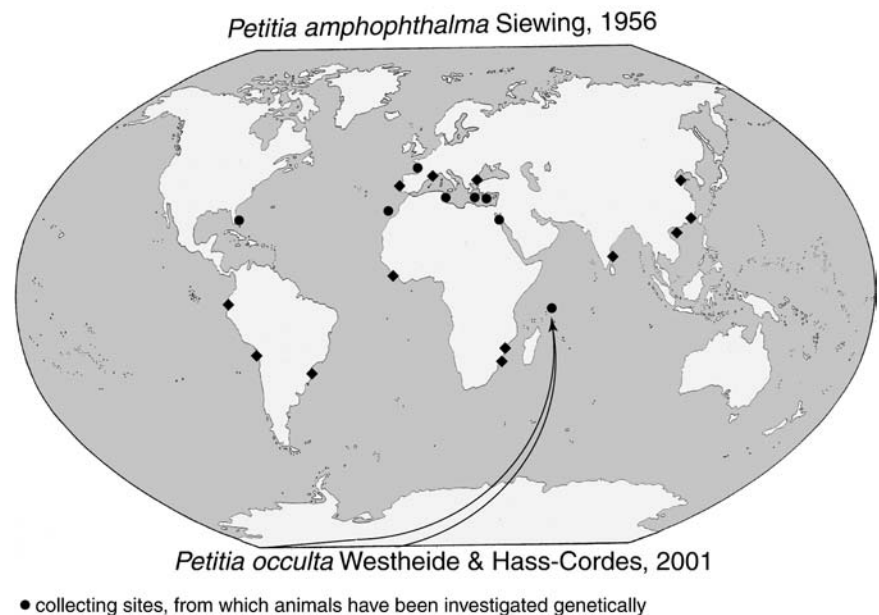 Petitia amphophthalma Siewing, 1956
Petitia occulta Westheide & Hass-Cordes, 2001
● collecting sites, from which animals have been investigated genetically